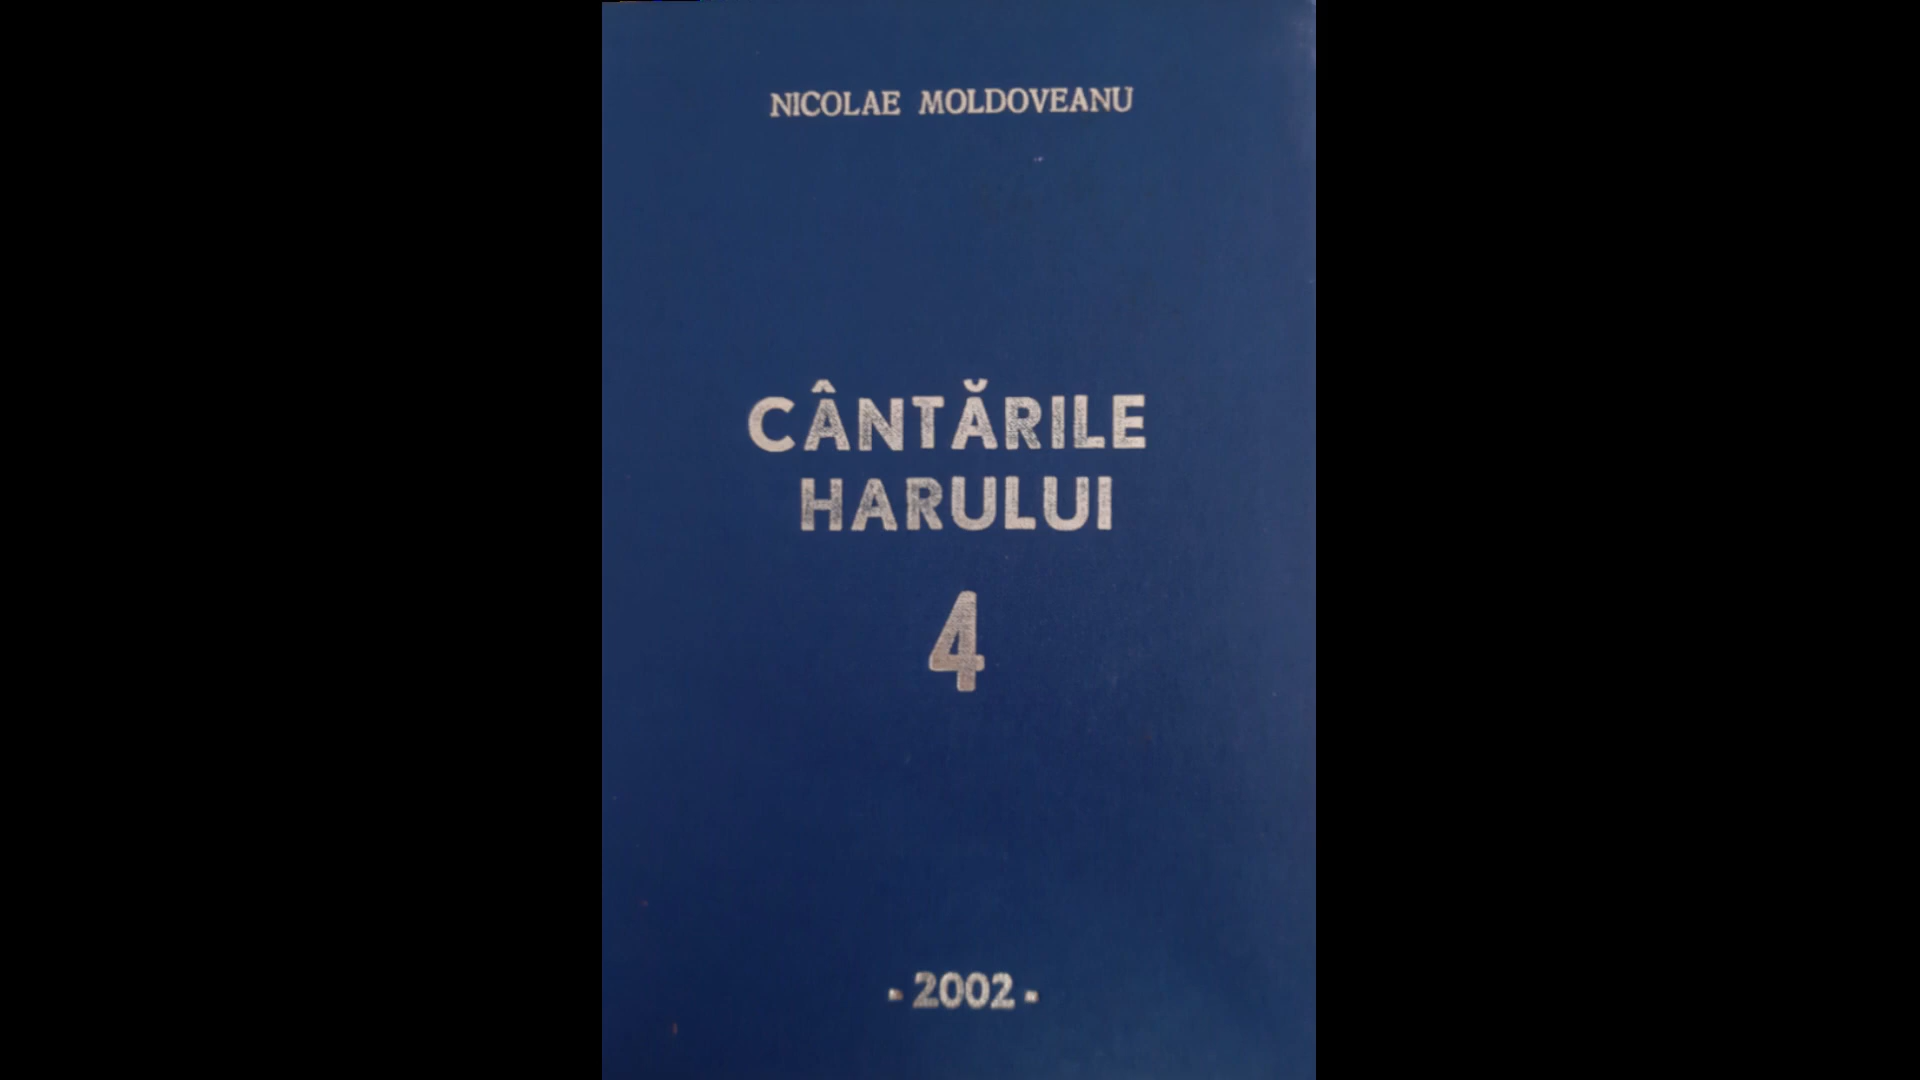 NICOLAE MOLDOVEANU
CÂNTĂRILE
HARULUI
4
- 2002 -